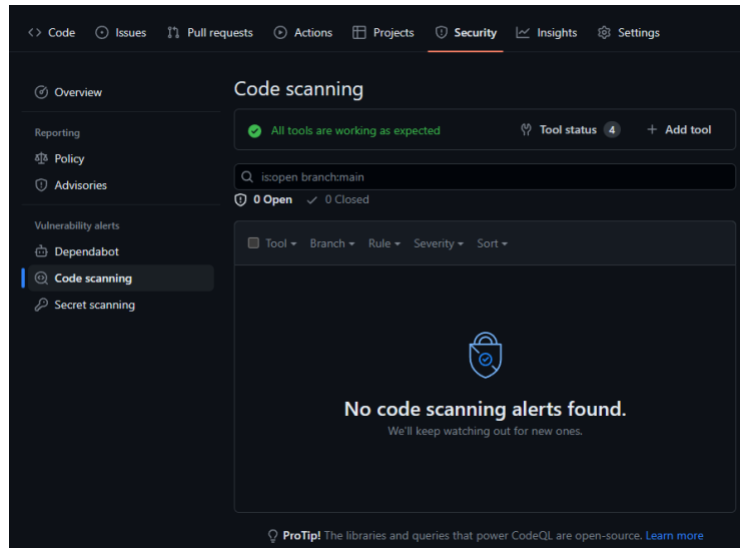 Code Issues Pull requests Actions Projects Security Insights Settings
Overview
Reporting
Policy
Advisories
Vulnerability alerts
Dependabot
Code scanning
Secret scanning
Code scanning
All tools are working as expected Tool status 4 Add tool
is:open branch:main
0 Open 0 Closed
Tool Branch Rule Severity Sort
No code scanning alerts found.
We'll keep watching out for new ones.
ProTip! The libraries and queries that power CodeQL are open-source. Learn more